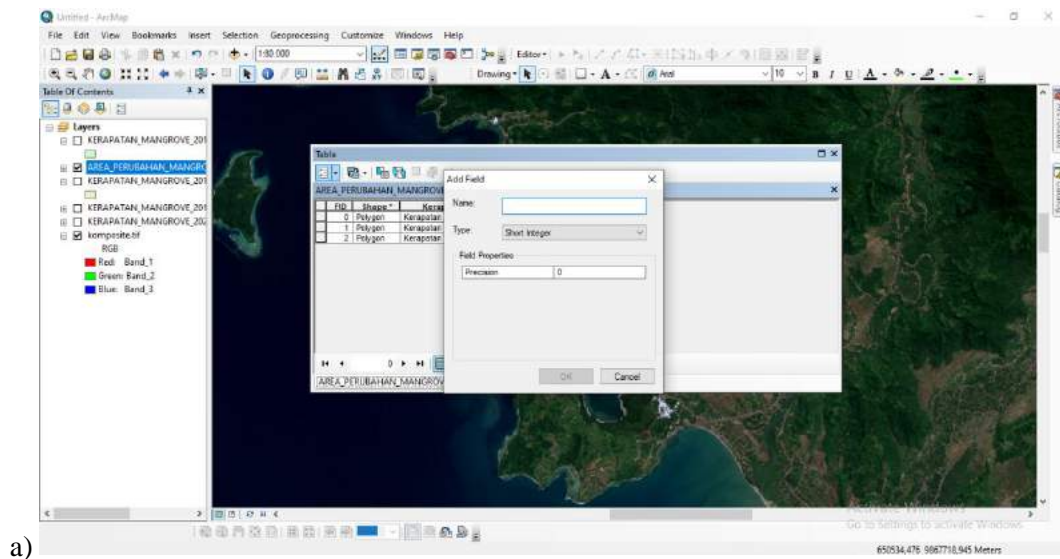 Untitled - ArcMap
File Edit View Bookmarks Insert Selection Geoprocessing Customize Windows Help
1:80.000
Editor
Drawing A Arial 10 B I U A
Table Of Contents
Layers
KERAPATAN_MANGROVE_201
AREA_PERUBAHAN_MANGRO
KERAPATAN_MANGROVE_201
KERAPATAN_MANGROVE_201
KERAPATAN_MANGROVE_202
komposite.tif
RGB
Red: Band_1
Green: Band_2
Blue: Band_3
Table
AREA_PERUBAHAN_MANGROV
FID Shape * Kerap
0 Polygon Kerapatan
1 Polygon Kerapatan
2 Polygon Kerapatan
0
AREA_PERUBAHAN_MANGROV
Add Field
Name:
Type: Short Integer
Field Properties
Precision 0
OK Cancel
Activate Windows
Go to Settings to activate Windows.
650534,476 9867718,945 Meters
a)